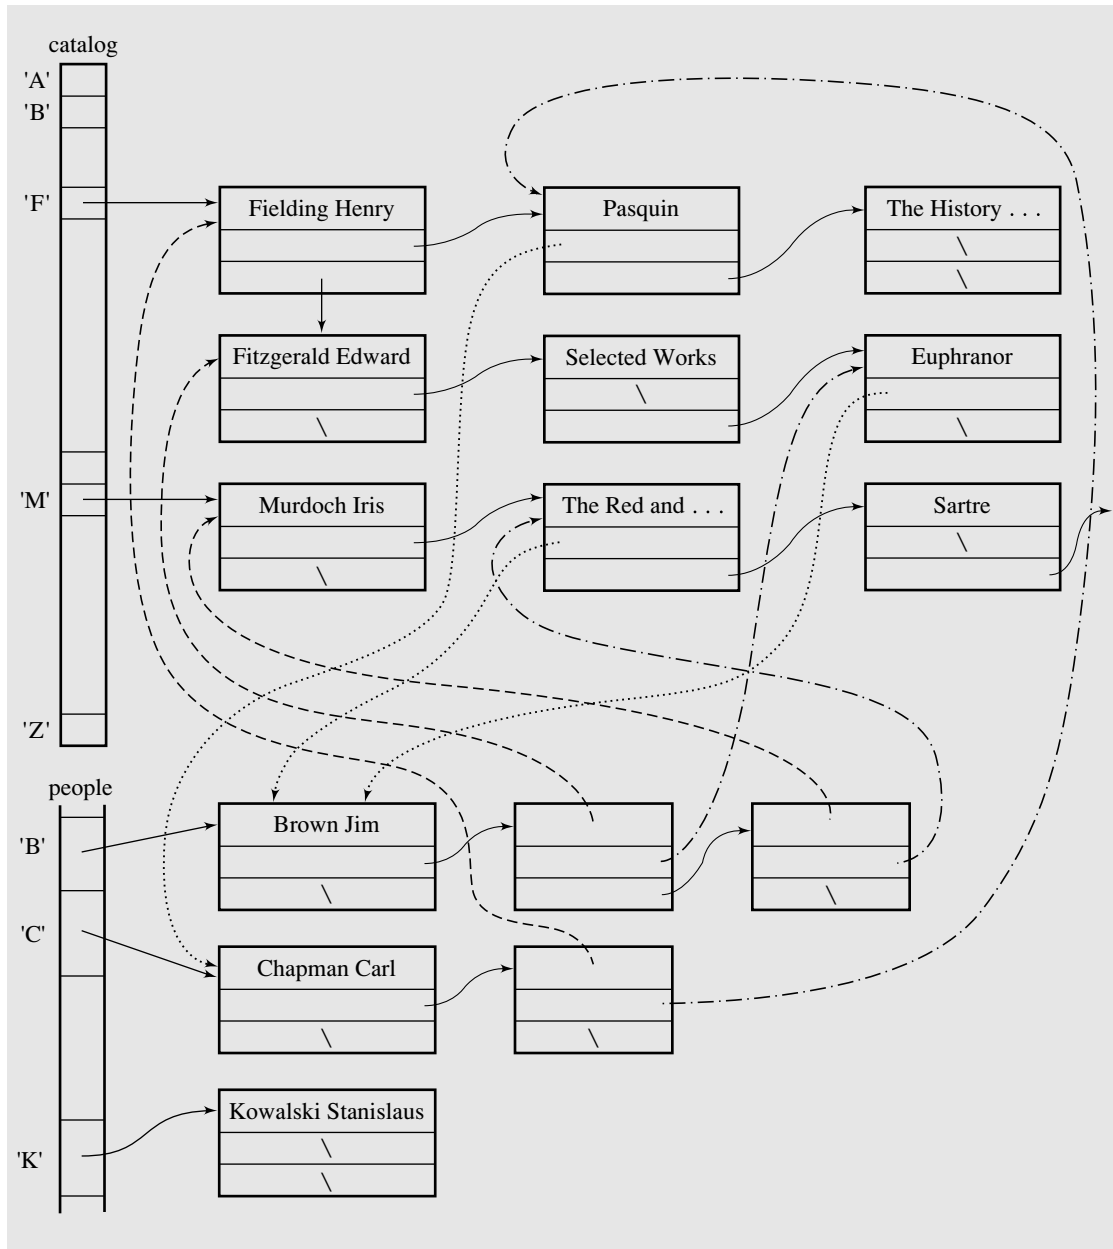 catalog
'A'
'B'
'F'
Fielding Henry
Pasquin
The History . . .
\
\
Fitzgerald Edward
Selected Works
Euphranor
\
\
\
'M'
Murdoch Iris
The Red and . . .
Sartre
\
\
'Z'
people
'B'
Brown Jim
\
\
'C'
Chapman Carl
\
\
Kowalski Stanislaus
\
'K'
\